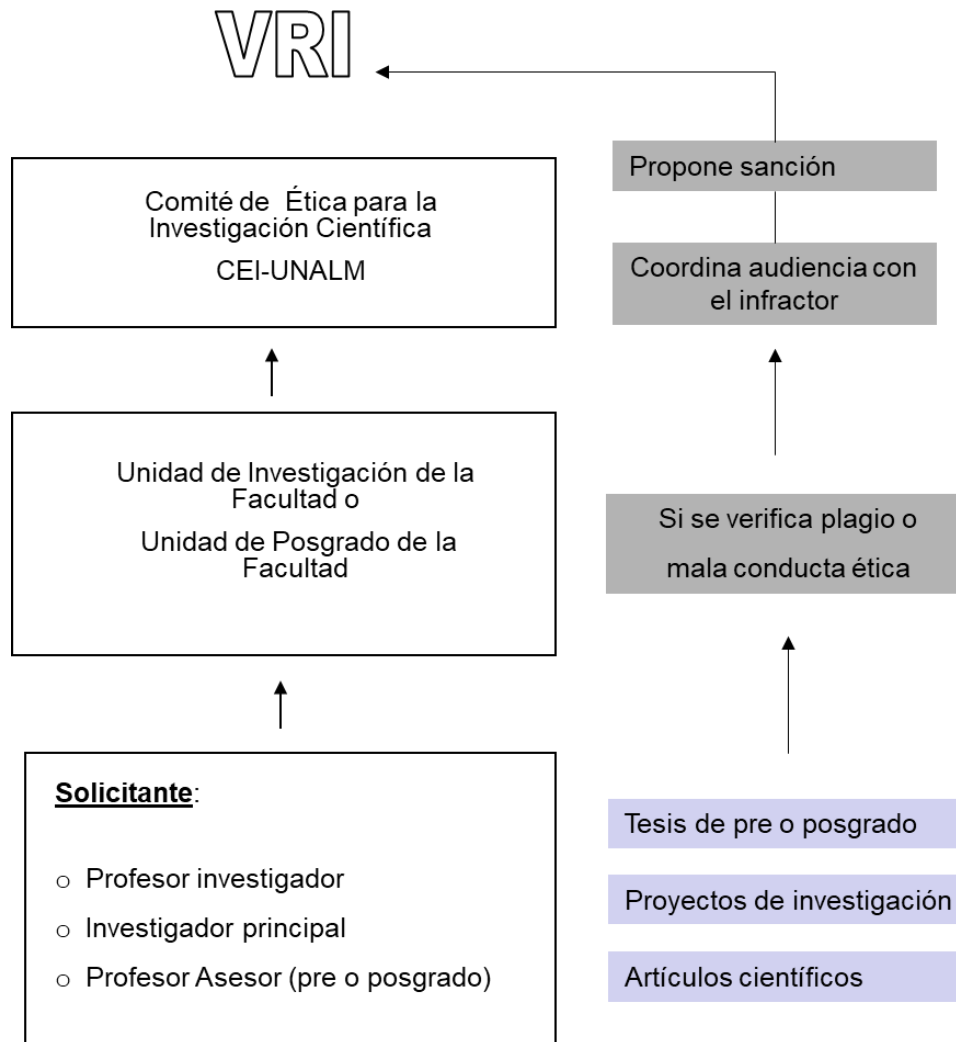 VRI
Comité de Ética para la
Investigación Científica
CEI-UNALM
Unidad de Investigación de la
Facultad o
Unidad de Posgrado de la
Facultad
Solicitante:
o Profesor investigador
o Investigador principal
o Profesor Asesor (pre o posgrado)
Propone sanción
Coordina audiencia con
el infractor
Si se verifica plagio o
mala conducta ética
Tesis de pre o posgrado
Proyectos de investigación
Artículos científicos